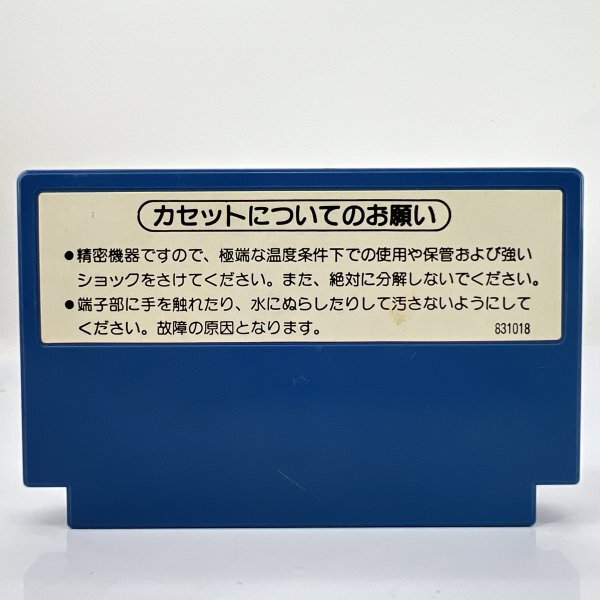 カセットについてのお願い
●精密機器ですので、極端な温度条件下での使用や保管および強い
ショックをさけてください。また、絶対に分解しないでください。
●端子部に手を触れたり、水にぬらしたりして汚さないようにして
ください。故障の原因となります。
831018